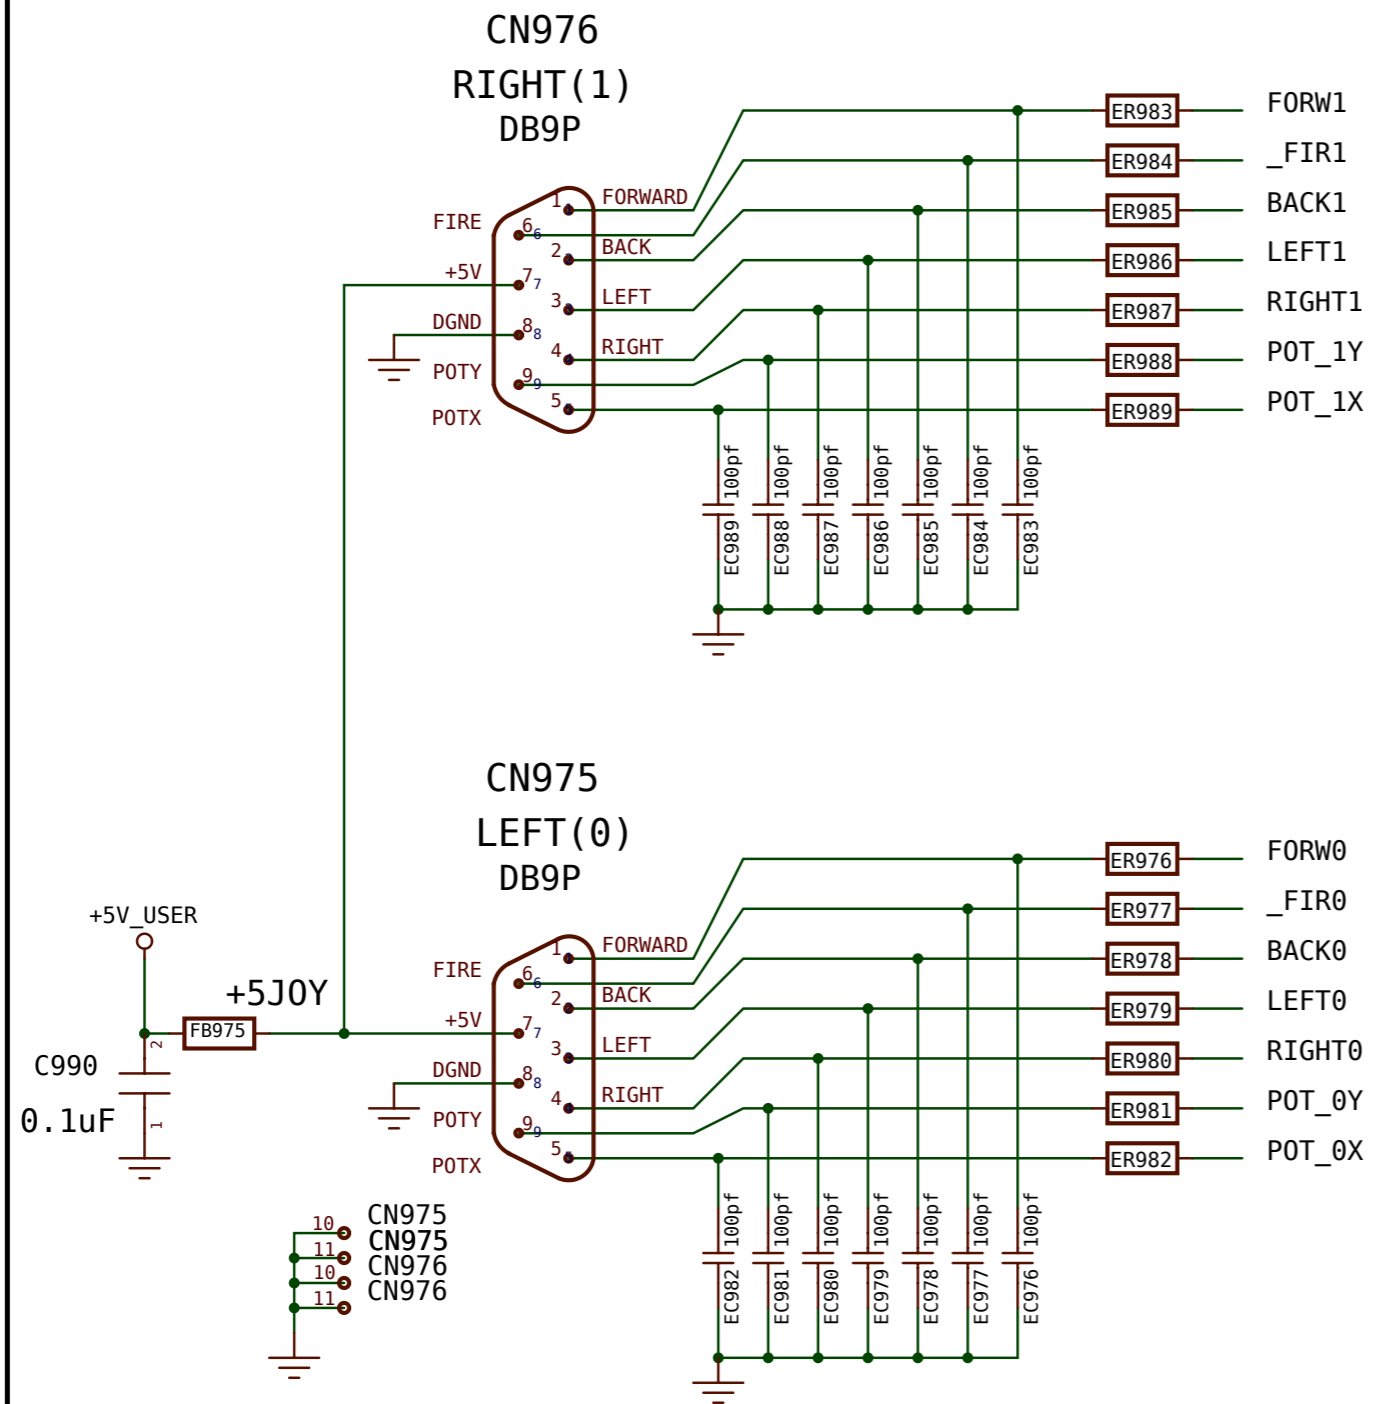 CN976
RIGHT(1)
DB9P
FORW1
ER983
_FIR1
ER984
BACK1
ER985
LEFT1
ER986
RIGHT1
ER987
POT_1Y
ER988
POT_1X
ER989
1 FORWARD
FIRE 6 6
2 BACK
+5V 7 7
3 LEFT
DGND 8 8
4 RIGHT
POTY 9 9
POTX 5
100pf 100pf 100pf 100pf 100pf 100pf 100pf
EC989 EC988 EC987 EC986 EC985 EC984 EC983
CN975
LEFT(0)
DB9P
FORW0
ER976
_FIR0
ER977
BACK0
ER978
LEFT0
ER979
RIGHT0
ER980
POT_0Y
ER981
POT_0X
ER982
1 FORWARD
FIRE 6 6
2 BACK
+5V 7 7
3 LEFT
DGND 8 8
4 RIGHT
POTY 9 9
POTX 5
100pf 100pf 100pf 100pf 100pf 100pf 100pf
EC982 EC981 EC980 EC979 EC978 EC977 EC976
+5V_USER
+5JOY
FB975
2
C990
0.1uF
1
10 CN975
11 CN975
10 CN976
11 CN976